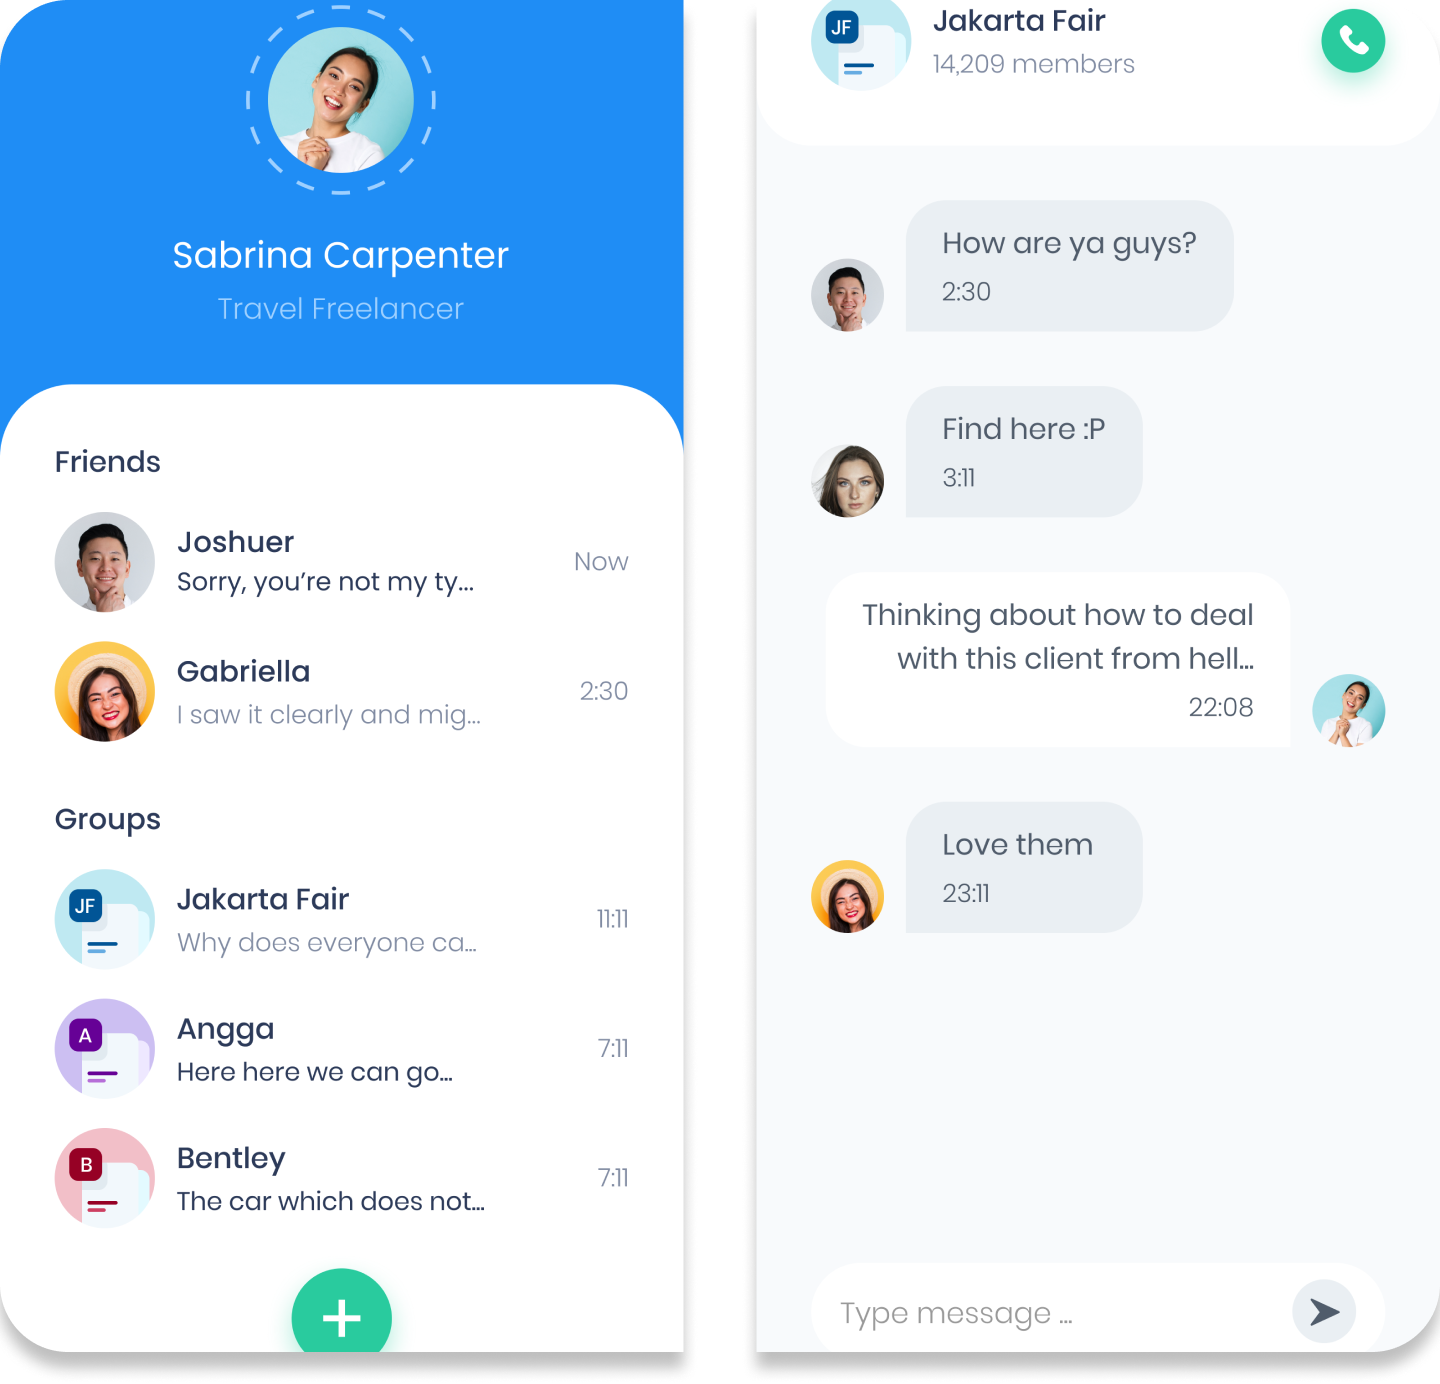 Sabrina Carpenter
Travel Freelancer
Friends
Joshuer
Sorry, you’re not my ty...
Now
Gabriella
I saw it clearly and mig...
2:30
Groups
JF
Jakarta Fair
Why does everyone ca...
11:11
A
Angga
Here here we can go...
7:11
B
Bentley
The car which does not...
7:11
JF
Jakarta Fair
14,209 members
How are ya guys?
2:30
Find here :P
3:11
Thinking about how to deal
with this client from hell...
22:08
Love them
23:11
Type message ...